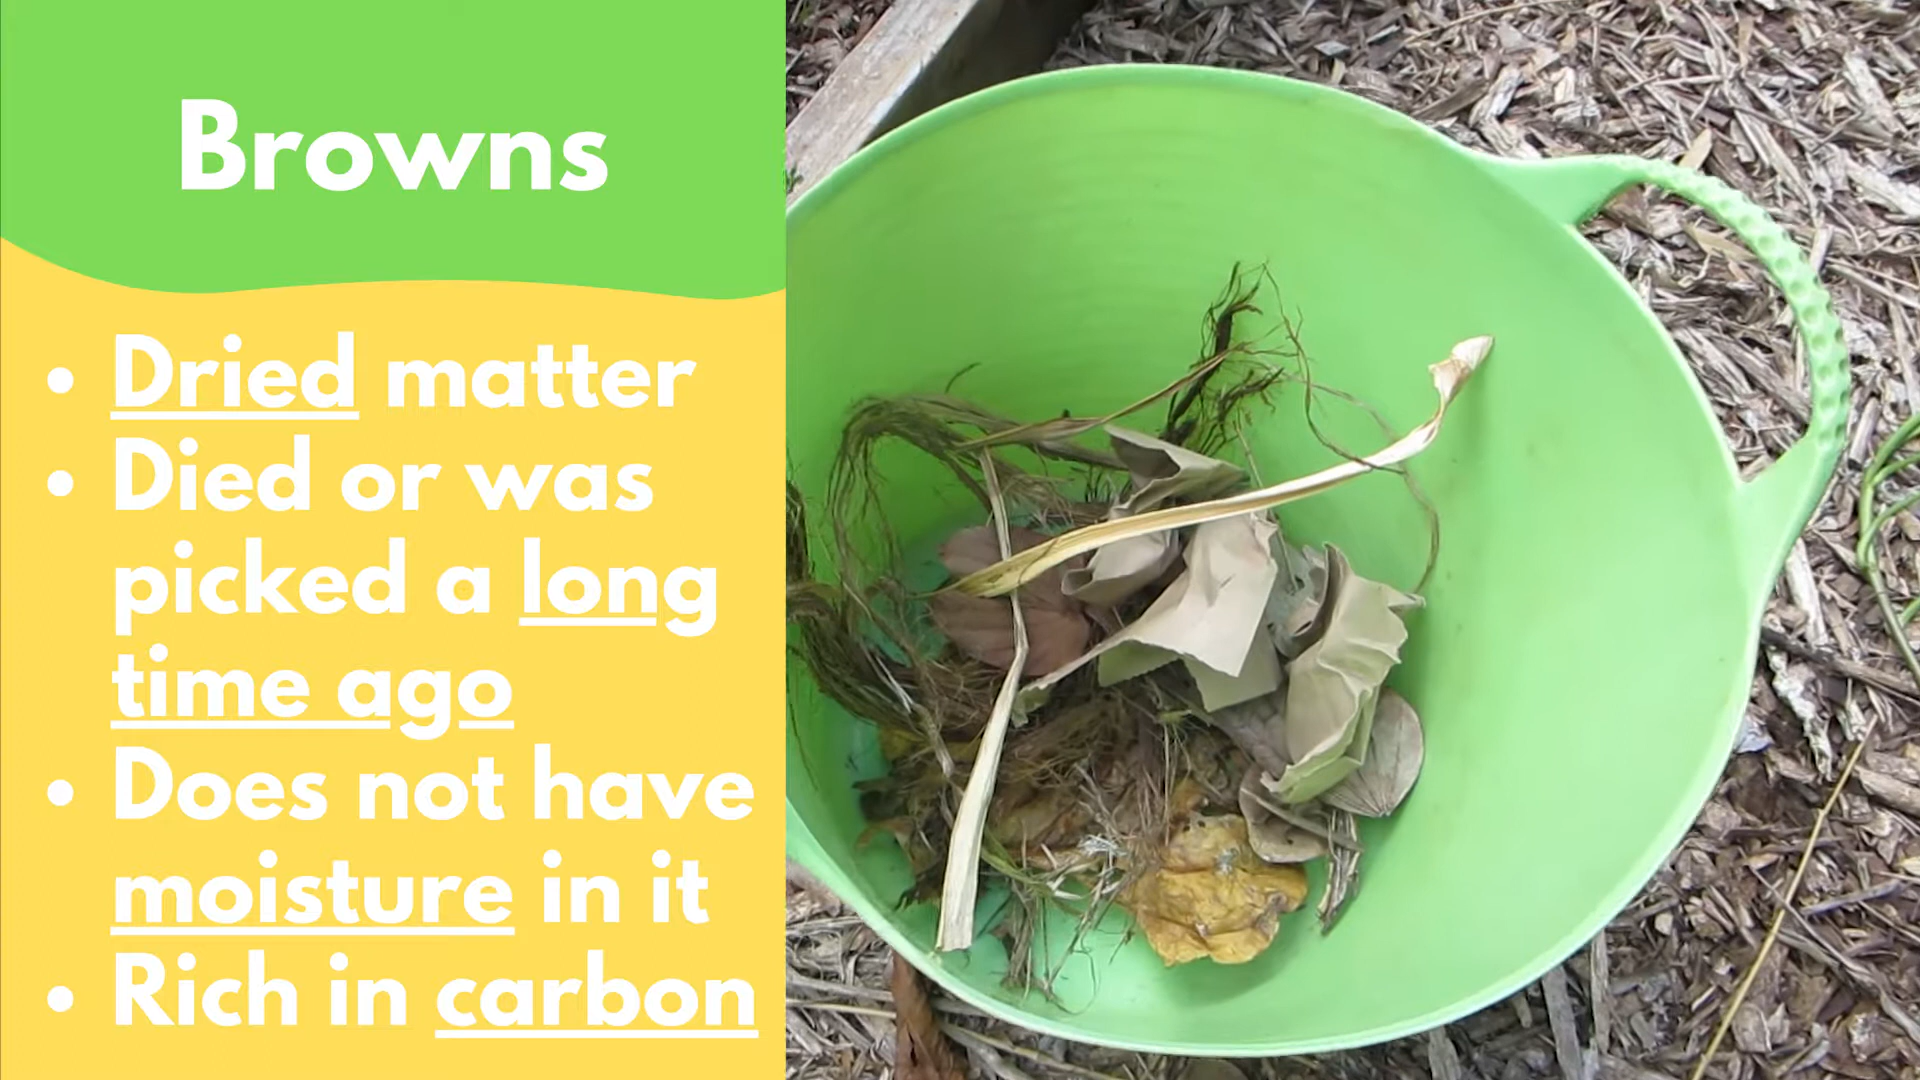 Browns
• Dried matter
• Died or was
picked a long
time ago
• Does not have
moisture in it
• Rich in carbon